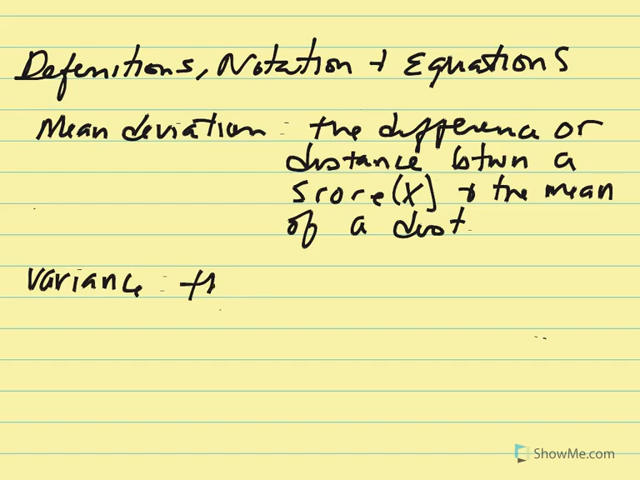 Defenitions, Notation + Equations
Mean deviation = the difference or
distance btwn a
score (X) + the mean
of a dist.
Variance = th
ShowMe.com